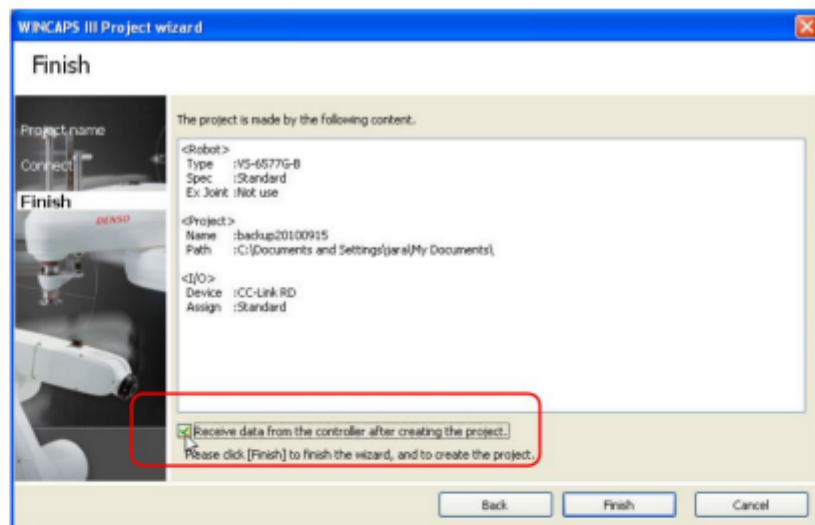 WINCAPS III Project wizard
Finish
Project name
Connect
Finish
DENSO
The project is made by the following content.
<Robot>
Type :VS-6577G-B
Spec :Standard
Ex Joint :Not use
<Project>
Name :backup20100915
Path :C:\Documents and Settings\jaral\My Documents\,
<I/O>
Device :CC-Link RD
Assign :Standard
Receive data from the controller after creating the project.
Please click [Finish] to finish the wizard, and to create the project.
Back Finish Cancel